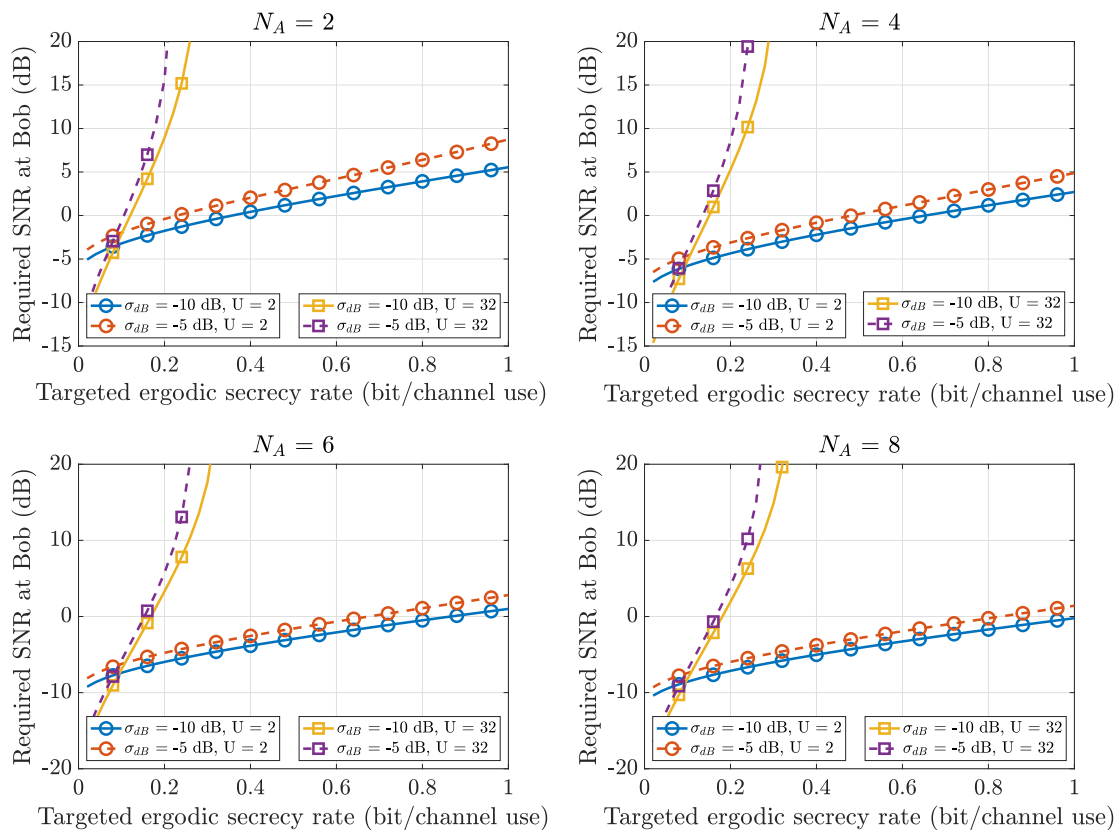 N_A = 2
Required SNR at Bob (dB)
20
15
10
5
0
-5
-10
-15
σ_dB = -10 dB, U = 2
σ_dB = -5 dB, U = 2
σ_dB = -10 dB, U = 32
σ_dB = -5 dB, U = 32
0 0.2 0.4 0.6 0.8 1
Targeted ergodic secrecy rate (bit/channel use)
N_A = 4
Required SNR at Bob (dB)
20
15
10
5
0
-5
-10
-15
σ_dB = -10 dB, U = 2
σ_dB = -5 dB, U = 2
σ_dB = -10 dB, U = 32
σ_dB = -5 dB, U = 32
0 0.2 0.4 0.6 0.8 1
Targeted ergodic secrecy rate (bit/channel use)
N_A = 6
Required SNR at Bob (dB)
20
10
0
-10
-20
σ_dB = -10 dB, U = 2
σ_dB = -5 dB, U = 2
σ_dB = -10 dB, U = 32
σ_dB = -5 dB, U = 32
0 0.2 0.4 0.6 0.8 1
Targeted ergodic secrecy rate (bit/channel use)
N_A = 8
Required SNR at Bob (dB)
20
10
0
-10
-20
σ_dB = -10 dB, U = 2
σ_dB = -5 dB, U = 2
σ_dB = -10 dB, U = 32
σ_dB = -5 dB, U = 32
0 0.2 0.4 0.6 0.8 1
Targeted ergodic secrecy rate (bit/channel use)